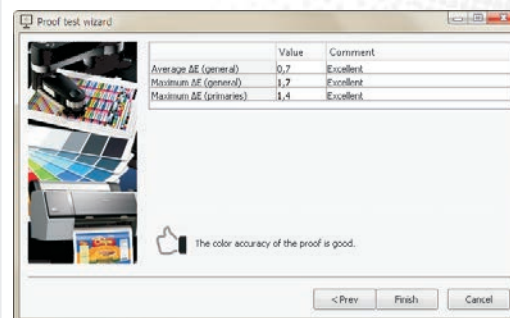 Proof test wizard
Value Comment
Average ΔE (general) 0,7 Excellent
Maximum ΔE (general) 1,7 Excellent
Maximum ΔE (primaries) 1,4 Excellent
The color accuracy of the proof is good.
< Prev Finish Cancel